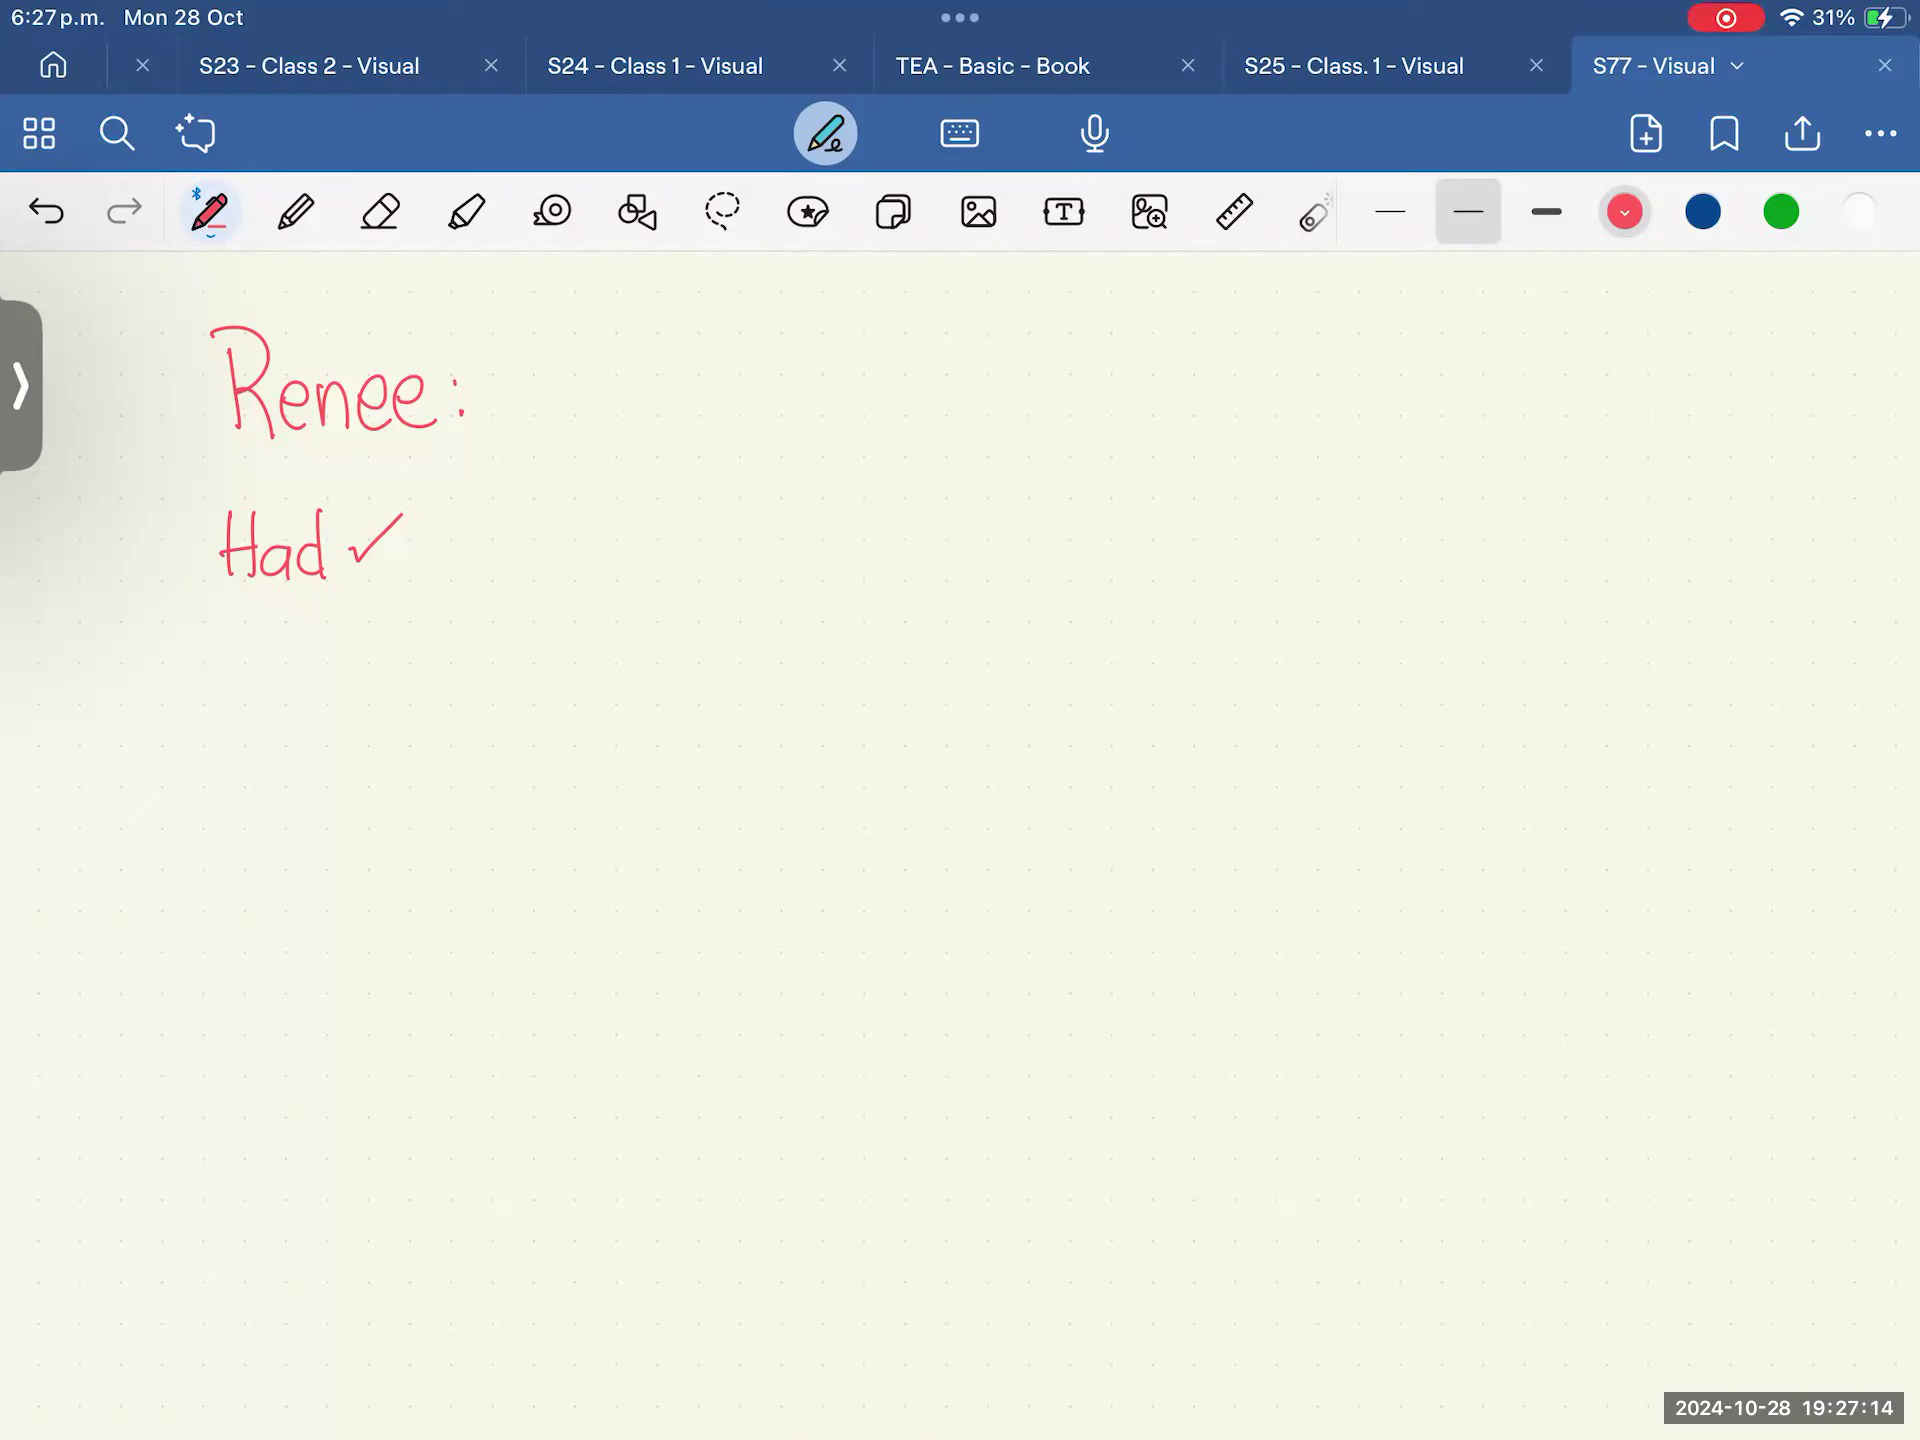 6:27 p.m. Mon 28 Oct 31%
S23 - Class 2 - Visual S24 - Class 1 - Visual TEA - Basic - Book S25 - Class. 1 - Visual S77 - Visual
Renee:
Had ✓
2024-10-28 19:27:14